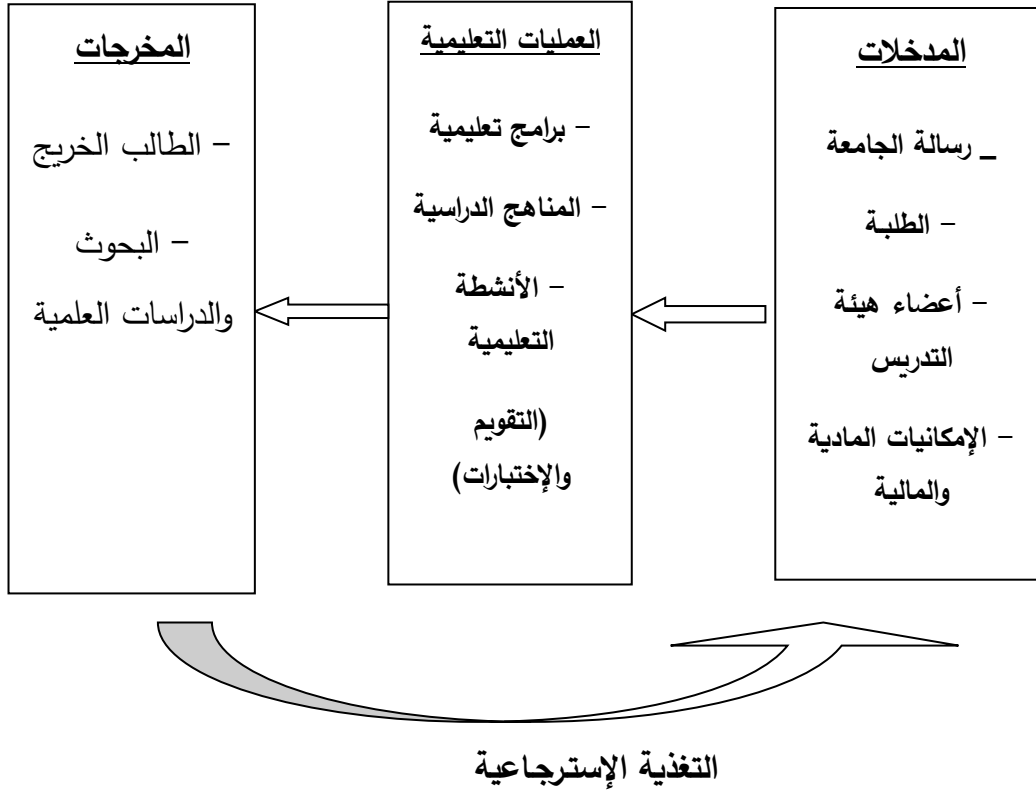 المدخلات
_ رسالة الجامعة
- الطلبة
- أعضاء هيئة
التدريس
- الإمكانيات المادية
والمالية
العمليات التعليمية
- برامج تعليمية
- المناهج الدراسية
- الأنشطة
التعليمية
(التقويم
والإختبارات)
المخرجات
- الطالب الخريج
- البحوث
والدراسات العلمية
التغذية الإسترجاعية